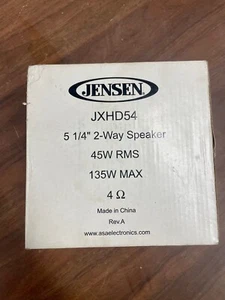 JENSEN
JXHD54
5 1/4" 2-Way Speaker
45W RMS
135W MAX
4 Ω
Made in China
Rev.A
www.asaelectronics.com